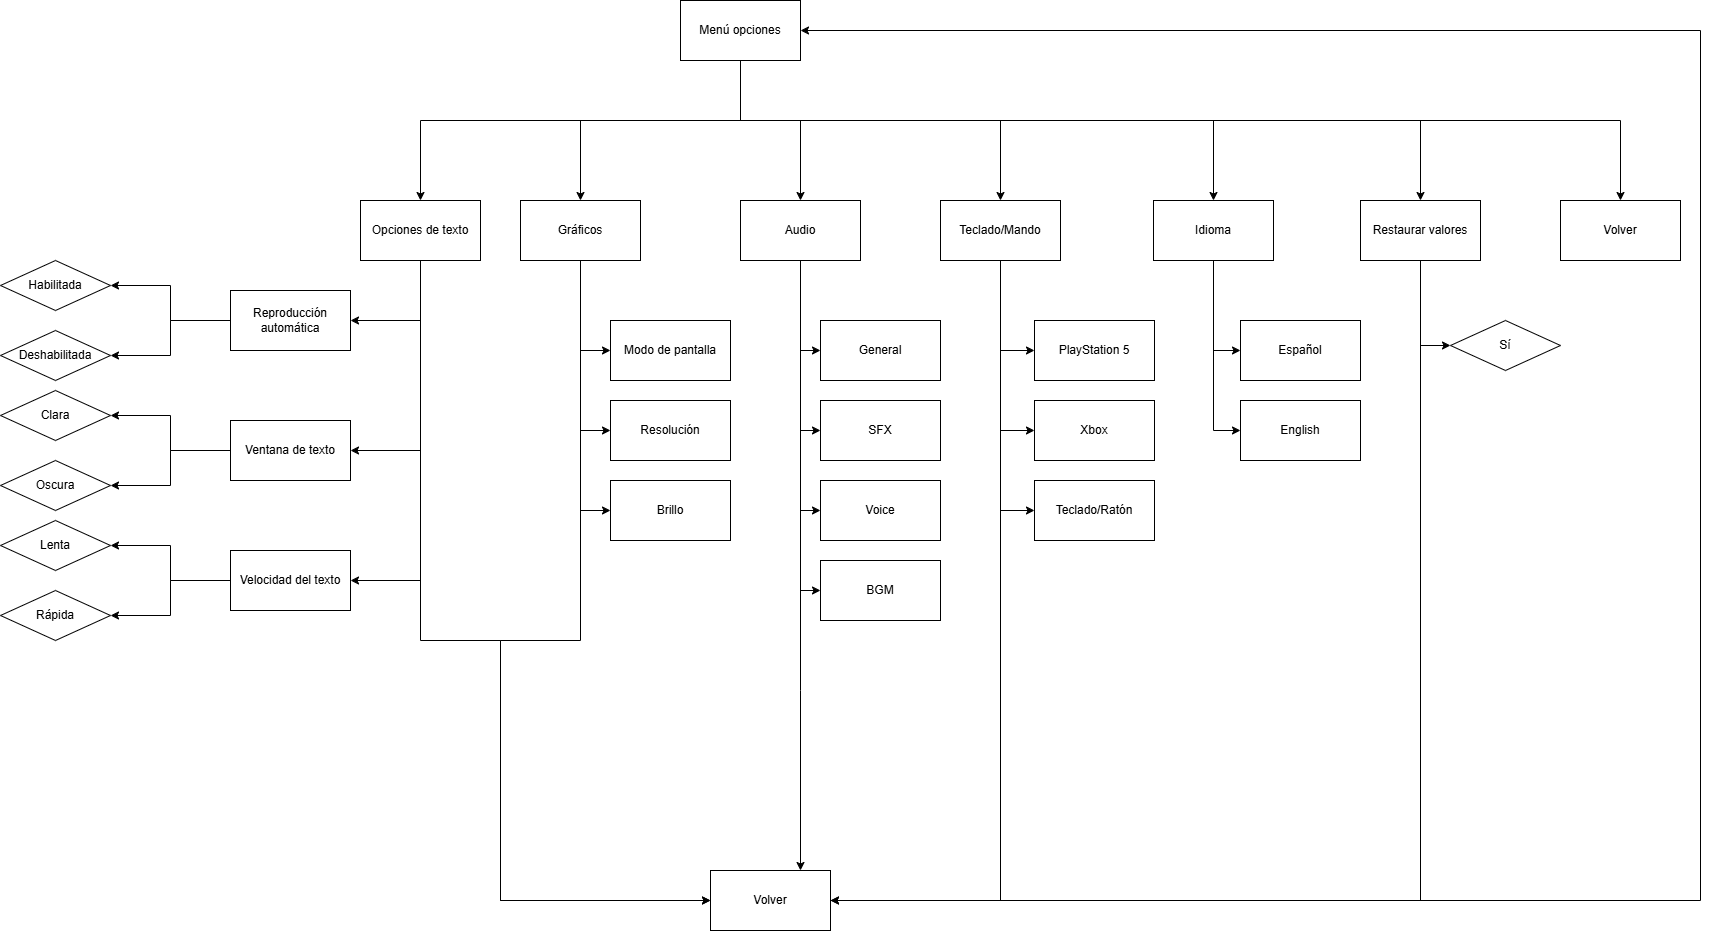 Menú opciones
Opciones de texto
Gráficos
Audio
Teclado/Mando
Idioma
Restaurar valores
Volver
Habilitada
Deshabilitada
Reproducción
automática
Clara
Oscura
Ventana de texto
Lenta
Rápida
Velocidad del texto
Modo de pantalla
Resolución
Brillo
General
SFX
Voice
BGM
PlayStation 5
Xbox
Teclado/Ratón
Español
English
Sí
Volver